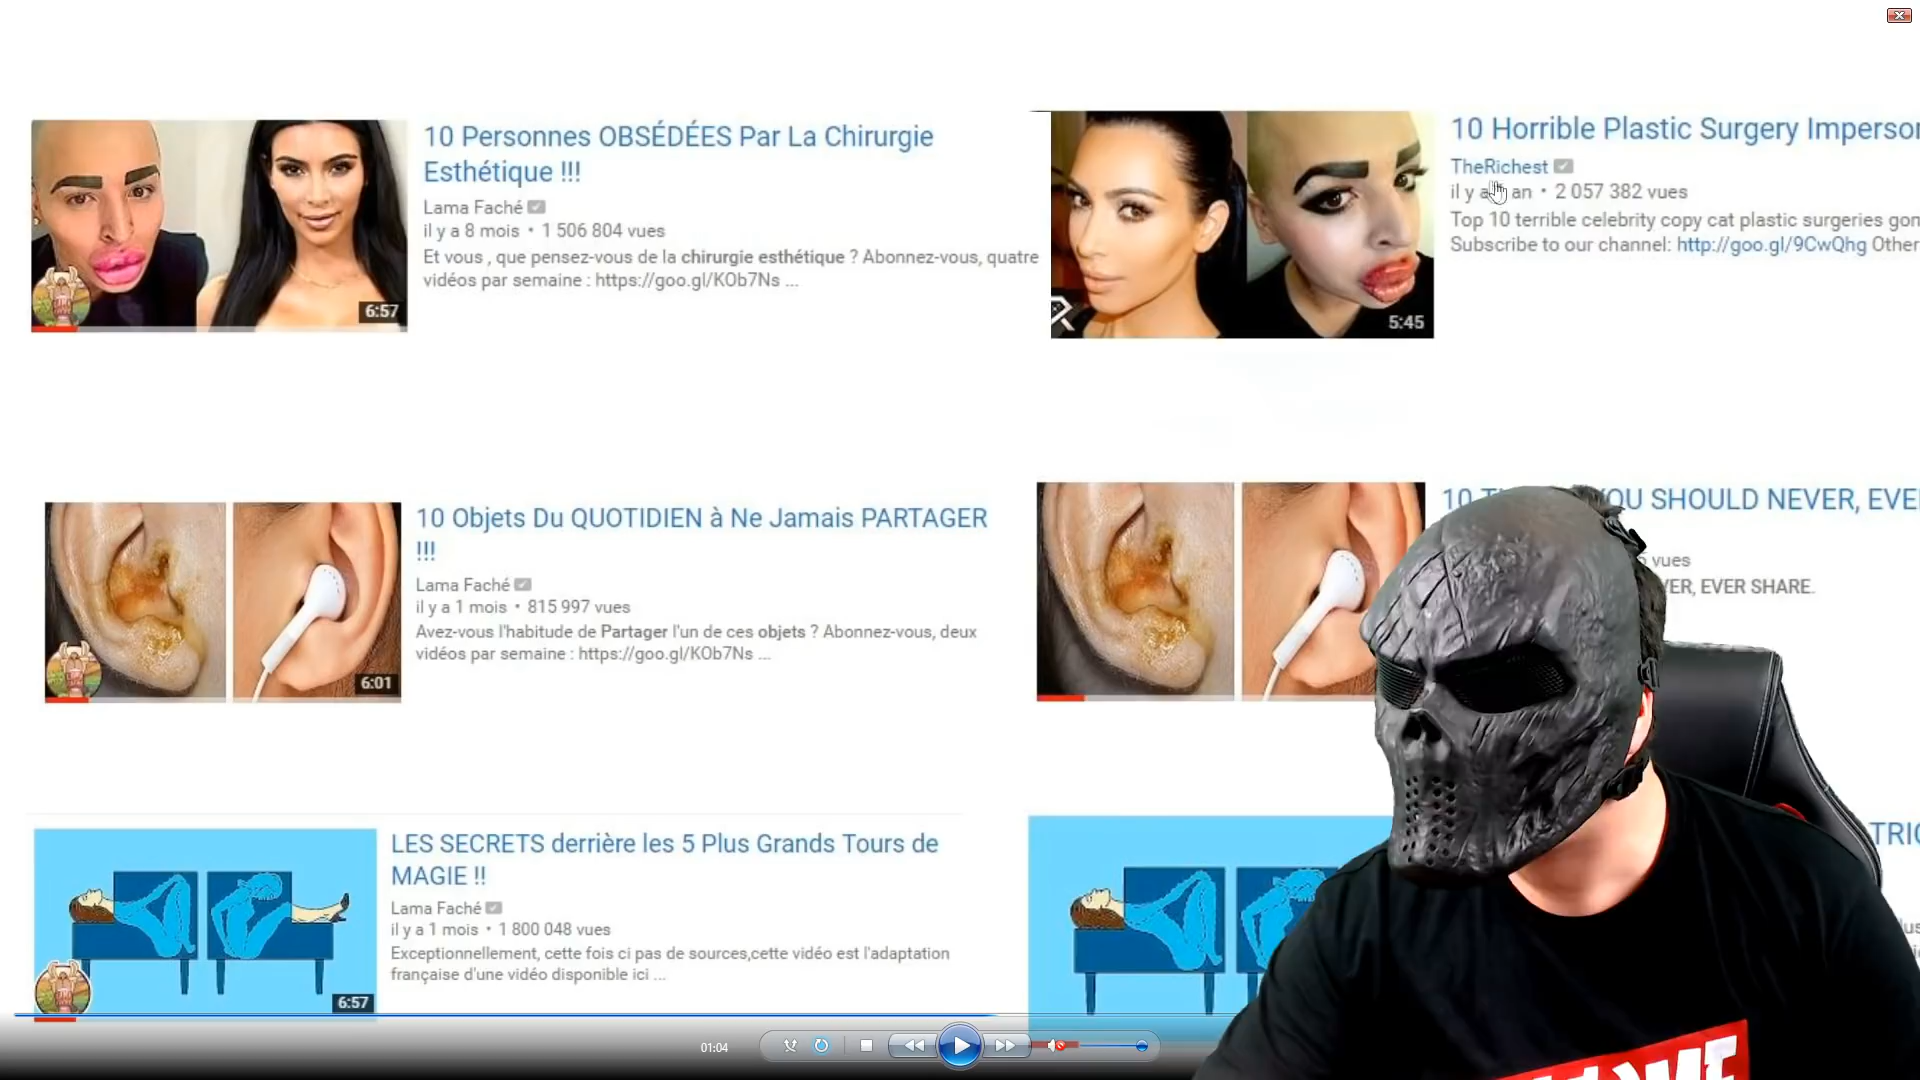 10 Personnes OBSÉDÉES Par La Chirurgie
Esthétique !!!
Lama Faché
il y a 8 mois • 1 506 804 vues
Et vous , que pensez-vous de la chirurgie esthétique ? Abonnez-vous, quatre
vidéos par semaine : https://goo.gl/KOb7Ns ...
6:57
10 Horrible Plastic Surgery
TheRichest
il y a an • 2 057 382 vues
Top 10 terrible celebrity copy cat plastic surgeries
Subscribe to our channel: http://goo.gl/9CwQhg Other
5:45
10 Objets Du QUOTIDIEN à Ne Jamais PARTAGER
!!!
Lama Faché
il y a 1 mois • 815 997 vues
Avez-vous l'habitude de Partager l'un de ces objets ? Abonnez-vous, deux
vidéos par semaine : https://goo.gl/KOb7Ns ...
6:01
10 YOU SHOULD NEVER,
vues
EVER SHARE.
LES SECRETS derrière les 5 Plus Grands Tours de
MAGIE !!
Lama Faché
il y a 1 mois • 1 800 048 vues
Exceptionnellement, cette fois ci pas de sources,cette vidéo est l'adaptation
française d'une vidéo disponible ici ...
6:57
01:04